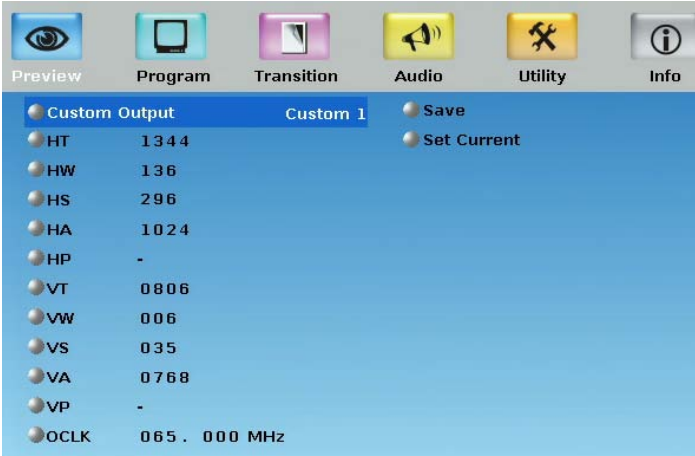 Preview Program Transition Audio Utility Info
Custom Output Custom 1
HT 1344
HW 136
HS 296
HA 1024
HP -
VT 0806
VW 006
VS 035
VA 0768
VP -
OCLK 065. 000 MHz
Save
Set Current